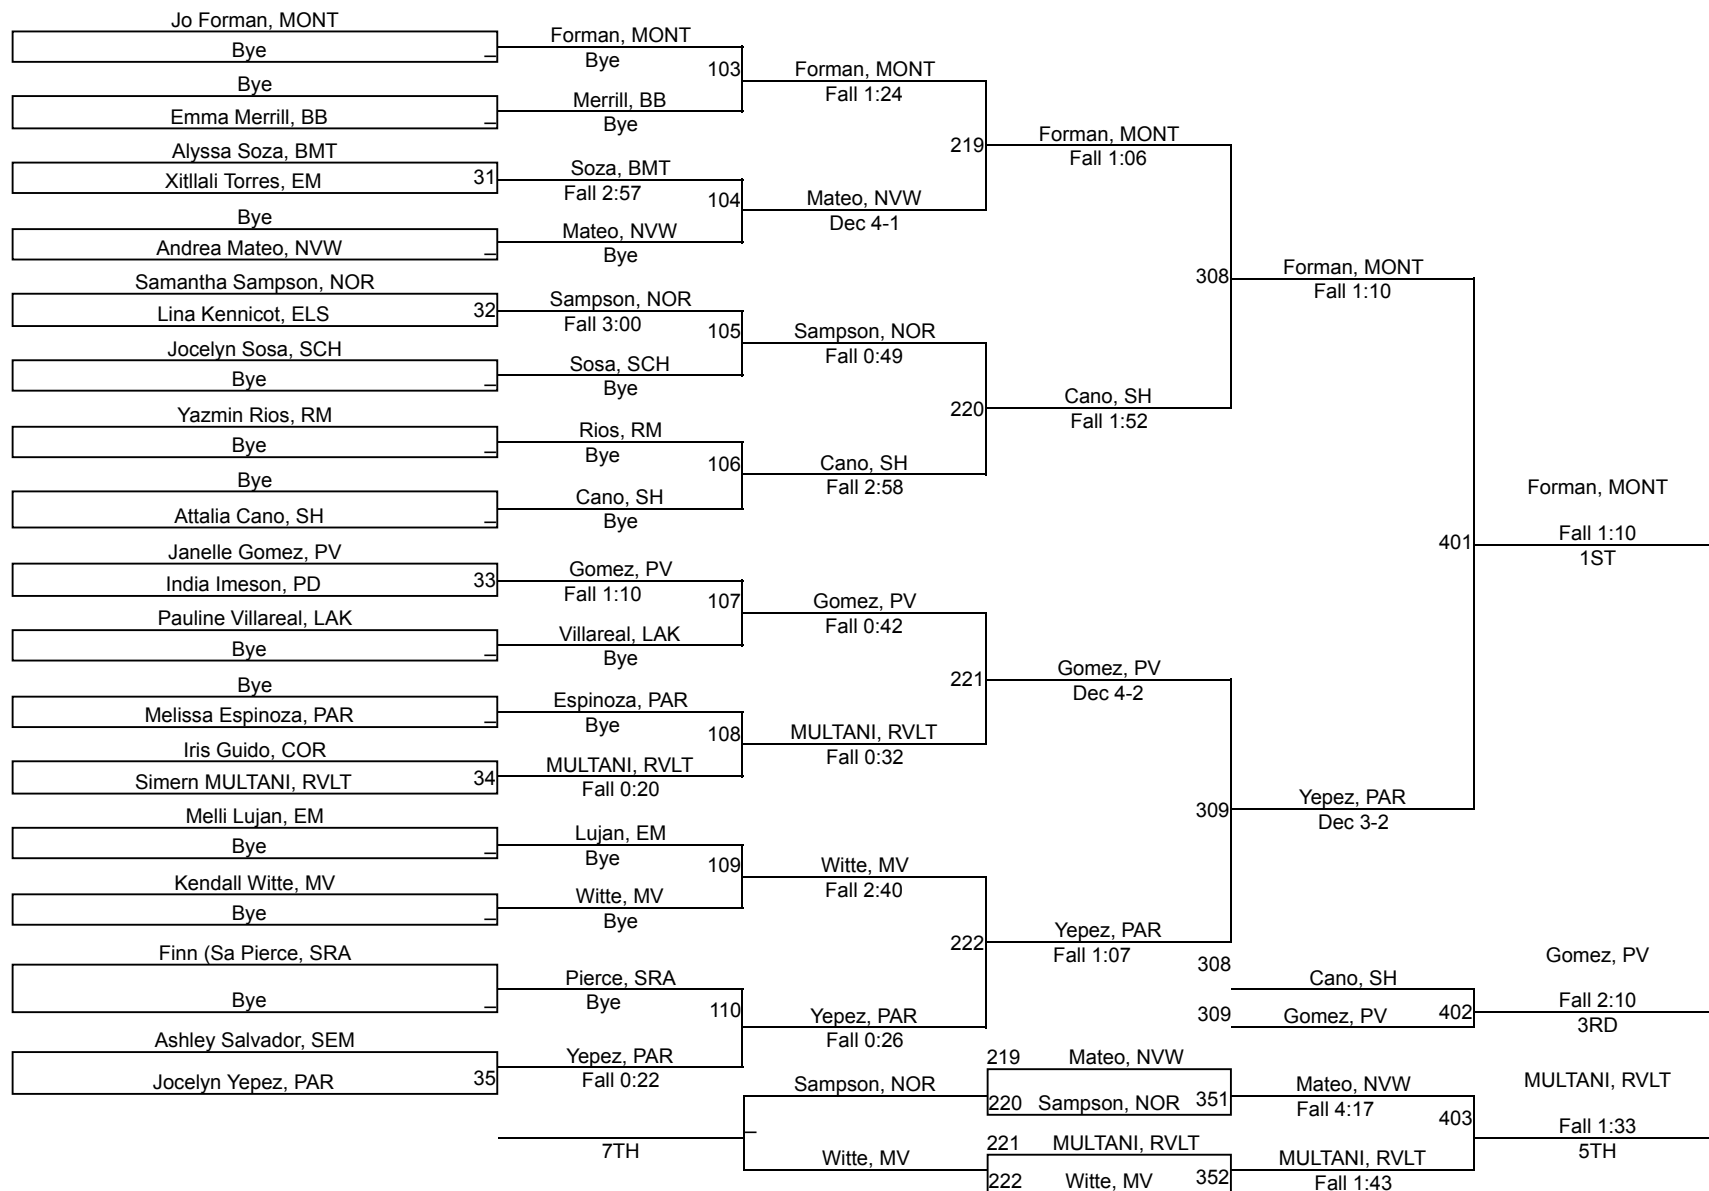 Jo Forman, MONT
Bye _
Bye
Emma Merrill, BB _
Alyssa Soza, BMT
Xitllali Torres, EM 31
Bye
Andrea Mateo, NVW _
Samantha Sampson, NOR
Lina Kennicot, ELS 32
Jocelyn Sosa, SCH
Bye _
Yazmin Rios, RM
Bye _
Bye
Attalia Cano, SH _
Janelle Gomez, PV
India Imeson, PD 33
Pauline Villareal, LAK
Bye _
Bye
Melissa Espinoza, PAR _
Iris Guido, COR
Simern MULTANI, RVLT 34
Melli Lujan, EM
Bye _
Kendall Witte, MV
Bye _
Finn (Sa Pierce, SRA
Bye _
Ashley Salvador, SEM
Jocelyn Yepez, PAR 35
Forman, MONT
Bye
103
Merrill, BB
Bye
Soza, BMT
Fall 2:57
104
Mateo, NVW
Bye
Sampson, NOR
Fall 3:00
105
Sosa, SCH
Bye
Rios, RM
Bye
106
Cano, SH
Bye
Gomez, PV
Fall 1:10
107
Villareal, LAK
Bye
Espinoza, PAR
Bye
108
MULTANI, RVLT
Fall 0:20
Lujan, EM
Bye
109
Witte, MV
Bye
Pierce, SRA
Bye
110
Yepez, PAR
Fall 0:22
Forman, MONT
Fall 1:24
219
Mateo, NVW
Dec 4-1
Sampson, NOR
Fall 0:49
220
Cano, SH
Fall 2:58
Gomez, PV
Fall 0:42
221
MULTANI, RVLT
Fall 0:32
Witte, MV
Fall 2:40
222
Yepez, PAR
Fall 0:26
Forman, MONT
Fall 1:06
308
Cano, SH
Fall 1:52
Gomez, PV
Dec 4-2
309
Yepez, PAR
Fall 1:07
Forman, MONT
Fall 1:10
401
Yepez, PAR
Dec 3-2
Forman, MONT
Fall 1:10
1ST
308
Cano, SH
309 Gomez, PV 402
Gomez, PV
Fall 2:10
3RD
219 Mateo, NVW
220 Sampson, NOR 351
221 MULTANI, RVLT
222 Witte, MV 352
Mateo, NVW
Fall 4:17
403
MULTANI, RVLT
Fall 1:43
MULTANI, RVLT
Fall 1:33
5TH
Sampson, NOR
_
Witte, MV
7TH